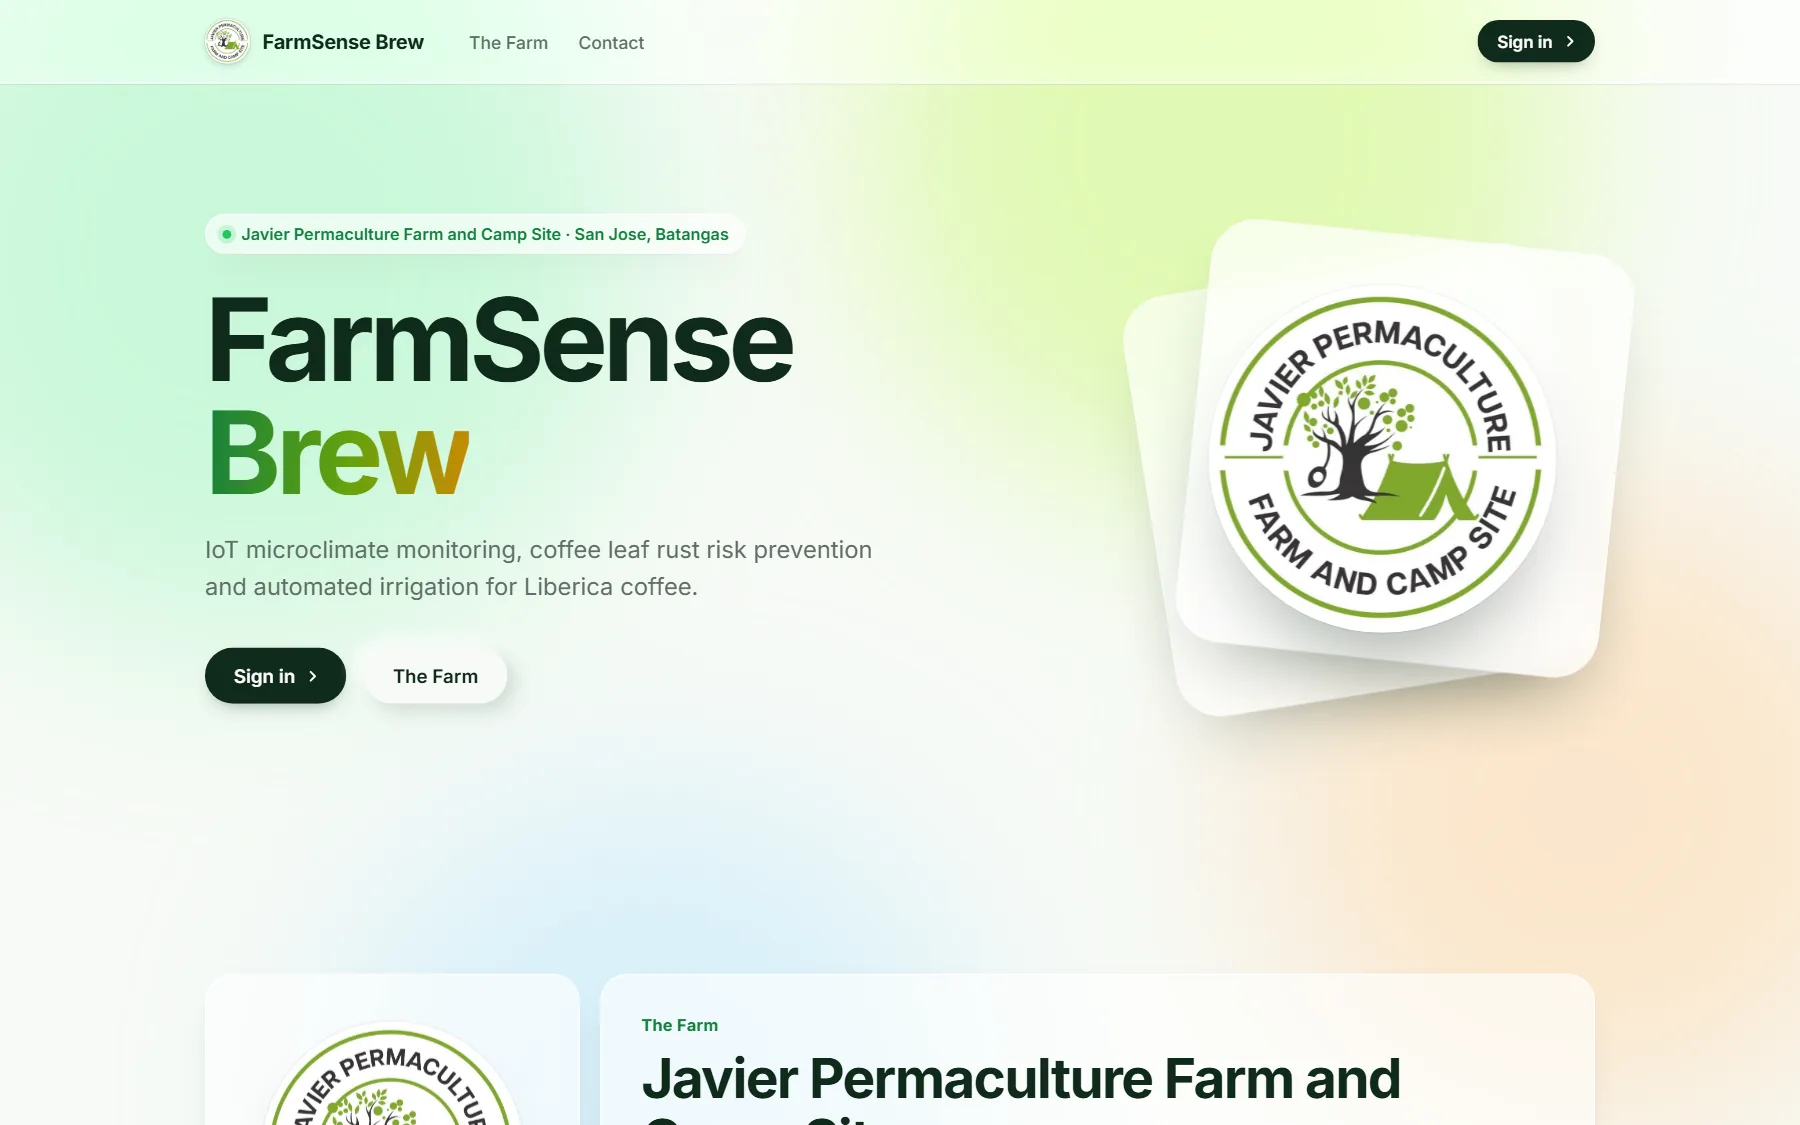 FarmSense Brew
The Farm
Contact
Sign in
Javier Permaculture Farm and Camp Site · San Jose, Batangas
FarmSense
Brew
IoT microclimate monitoring, coffee leaf rust risk prevention
and automated irrigation for Liberica coffee.
Sign in
The Farm
JAVIER PERMACULTURE
FARM AND CAMP SITE
The Farm
Javier Permaculture Farm and